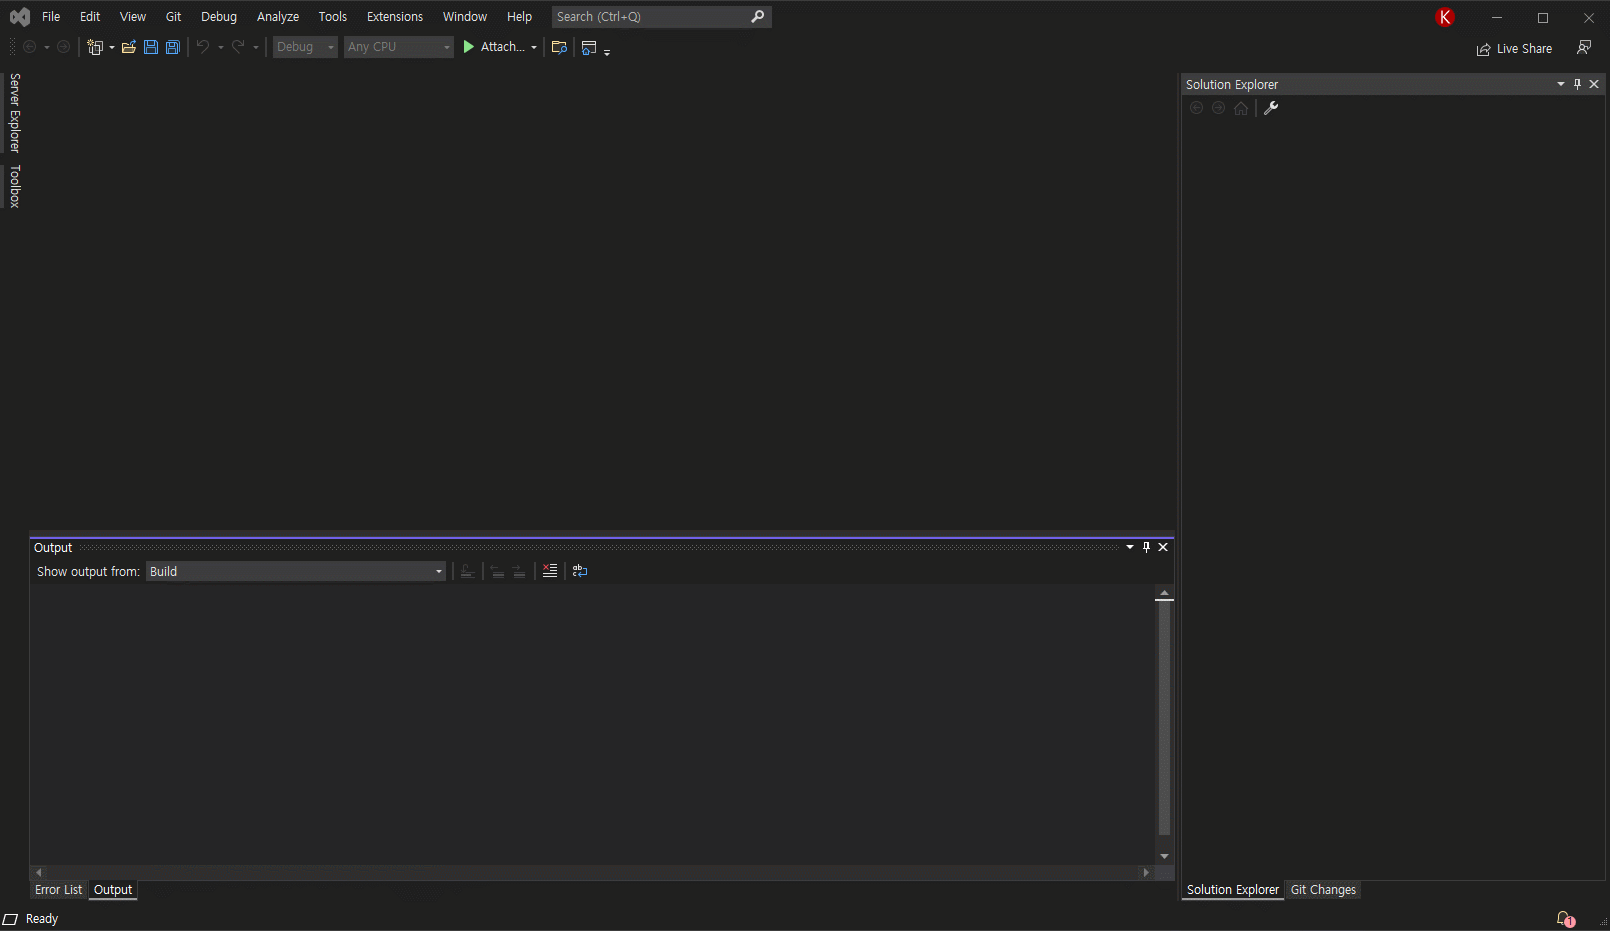 File Edit View Git Debug Analyze Tools Extensions Window Help Search (Ctrl+Q) K
Debug Any CPU Attach... Live Share
Server Explorer
Toolbox
Solution Explorer
Output
Show output from: Build
Error List Output
Solution Explorer Git Changes
Ready 1